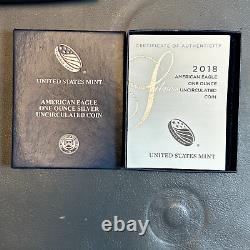 UNITED STATES MINT
AMERICAN EAGLE
ONE OUNCE SILVER
UNCIRCULATED COIN
CERTIFICATE OF AUTHENTICITY
2018
AMERICAN EAGLE
ONE OUNCE
UNCIRCULATED
COIN
Silver
UNITED STATES MINT